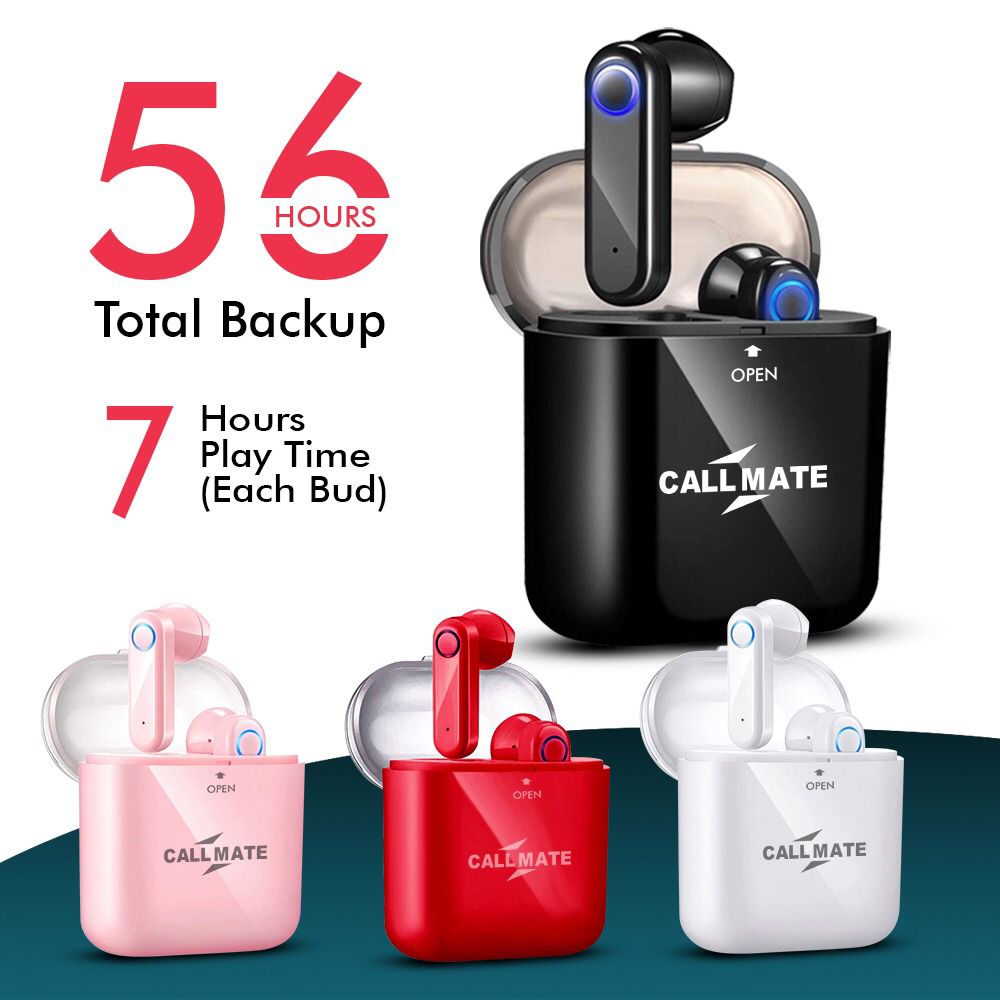 56
HOURS
Total Backup
7
Hours
Play Time
(Each Bud)
OPEN
CALLMATE
OPEN
CALLMATE
OPEN
CALLMATE
OPEN
CALLMATE